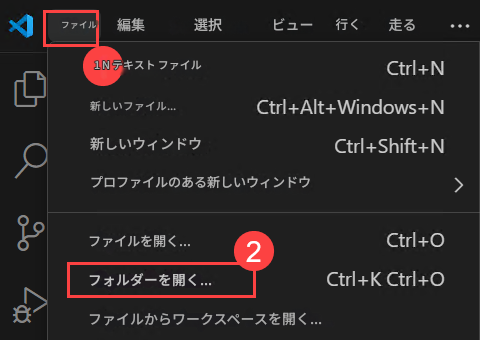 ファイル 編集 選択 ビュー 行く 走る ...
1 Nテキスト ファイル Ctrl+N
新しいファイル... Ctrl+Alt+Windows+N
新しいウィンドウ Ctrl+Shift+N
プロファイルのある新しいウィンドウ
ファイルを開く... Ctrl+O
2
フォルダーを開く... Ctrl+K Ctrl+O
ファイルからワークスペースを開く...